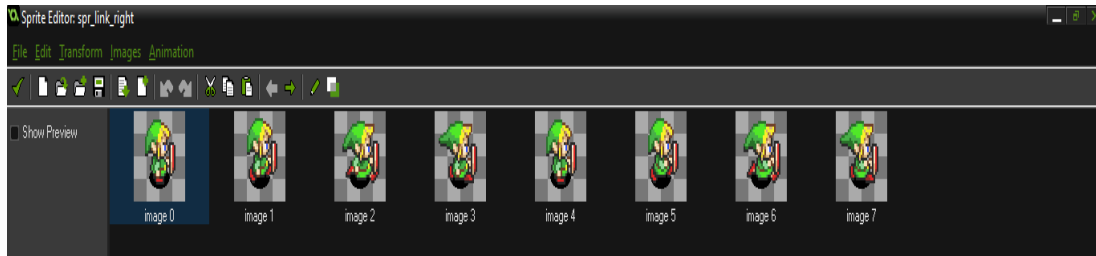 Sprite Editor: spr_link_right
File Edit Transform Images Animation
Show Preview
image 0 image 1 image 2 image 3 image 4 image 5 image 6 image 7